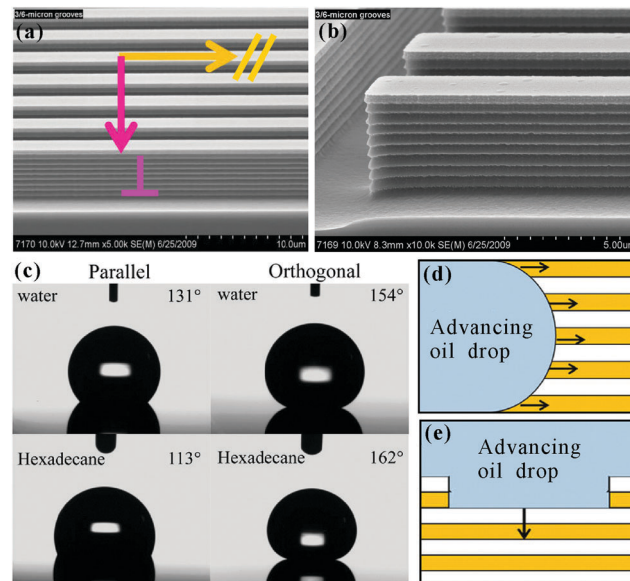 3/6-micron grooves
(a)
7170 10.0kV 12.7mm x5.00k SE(M) 6/25/2009
10.0um
3/6-micron grooves
(b)
7169 10.0kV 8.3mm x10.0k SE(M) 6/25/2009
5.00um
(c)
Parallel
Orthogonal
water
131°
water
154°
Hexadecane
113°
Hexadecane
162°
(d)
Advancing
oil drop
(e)
Advancing
oil drop